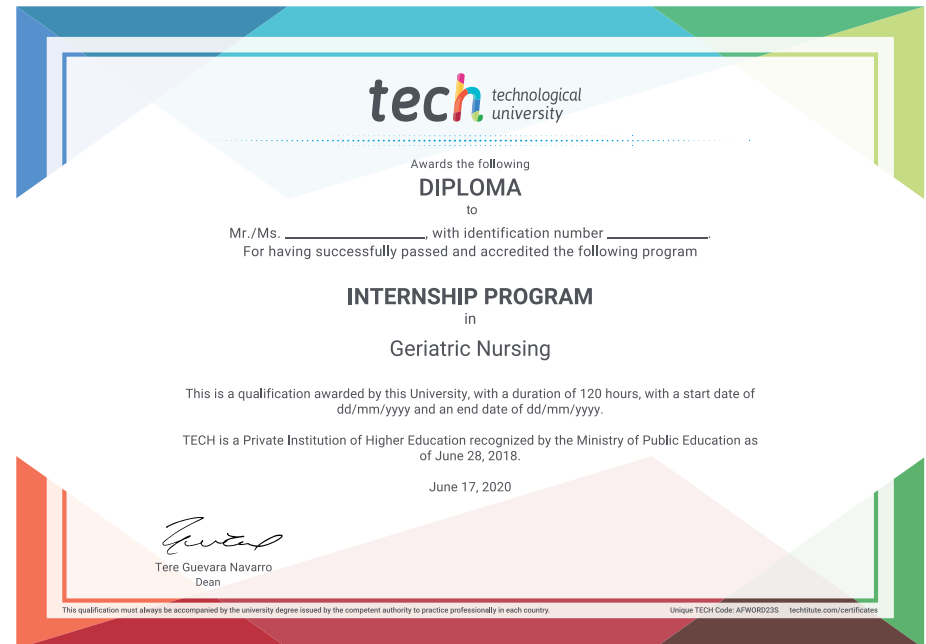 tech technological
university
Awards the following
DIPLOMA
to
Mr./Ms. ____________________, with identification number ______________.
For having successfully passed and accredited the following program
INTERNSHIP PROGRAM
in
Geriatric Nursing
This is a qualification awarded by this University, with a duration of 120 hours, with a start date of
dd/mm/yyyy and an end date of dd/mm/yyyy.
TECH is a Private Institution of Higher Education recognized by the Ministry of Public Education as
of June 28, 2018.
June 17, 2020
Tere Guevara Navarro
Dean
This qualification must always be accompanied by the university degree issued by the competent authority to practice professionally in each country.
Unique TECH Code: AFWORD23S techtitute.com/certificates